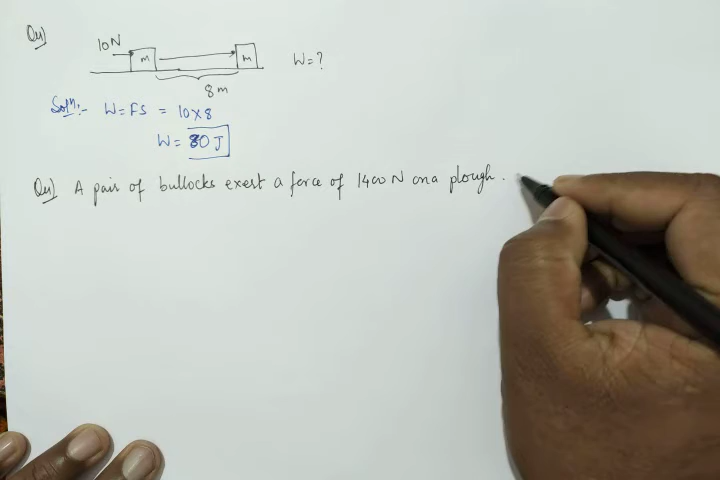 Qu)
10N
m
m
W=?
8m
Solⁿ:- W=FS = 10×8
W= 80 J
Qu] A pair of bullocks exert a force of 1400 N on a plough.